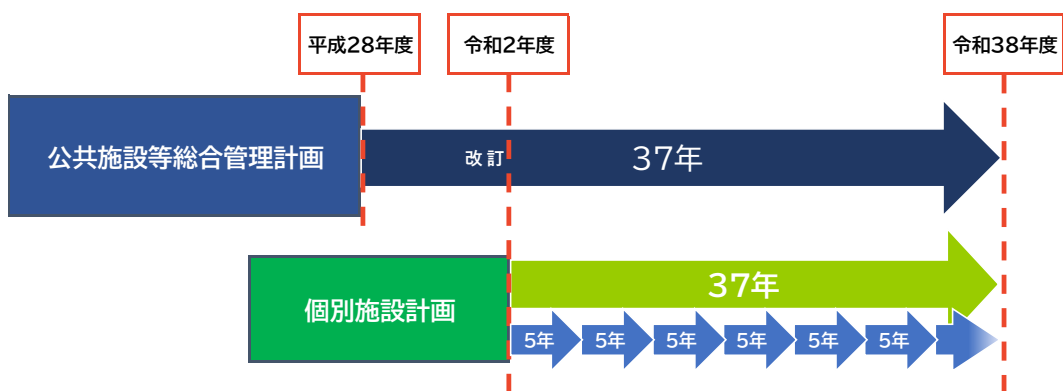 平成28年度
令和2年度
令和38年度
公共施設等総合管理計画
改訂
37年
個別施設計画
37年
5年
5年
5年
5年
5年
5年